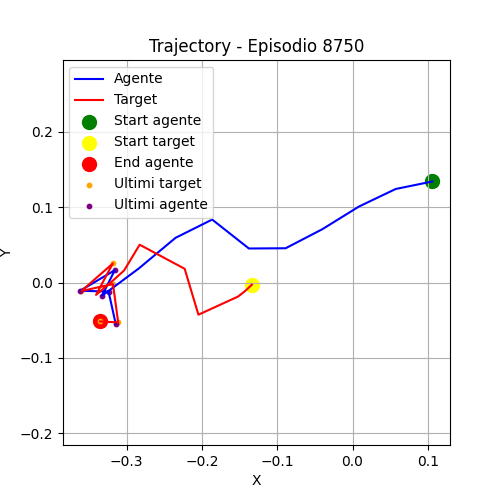 Trajectory - Episodio 8750
Agente
Target
Start agente
Start target
End agente
Ultimi target
Ultimi agente
0.2
0.1
0.0
−0.1
−0.2
Y
−0.3
−0.2
−0.1
0.0
0.1
X